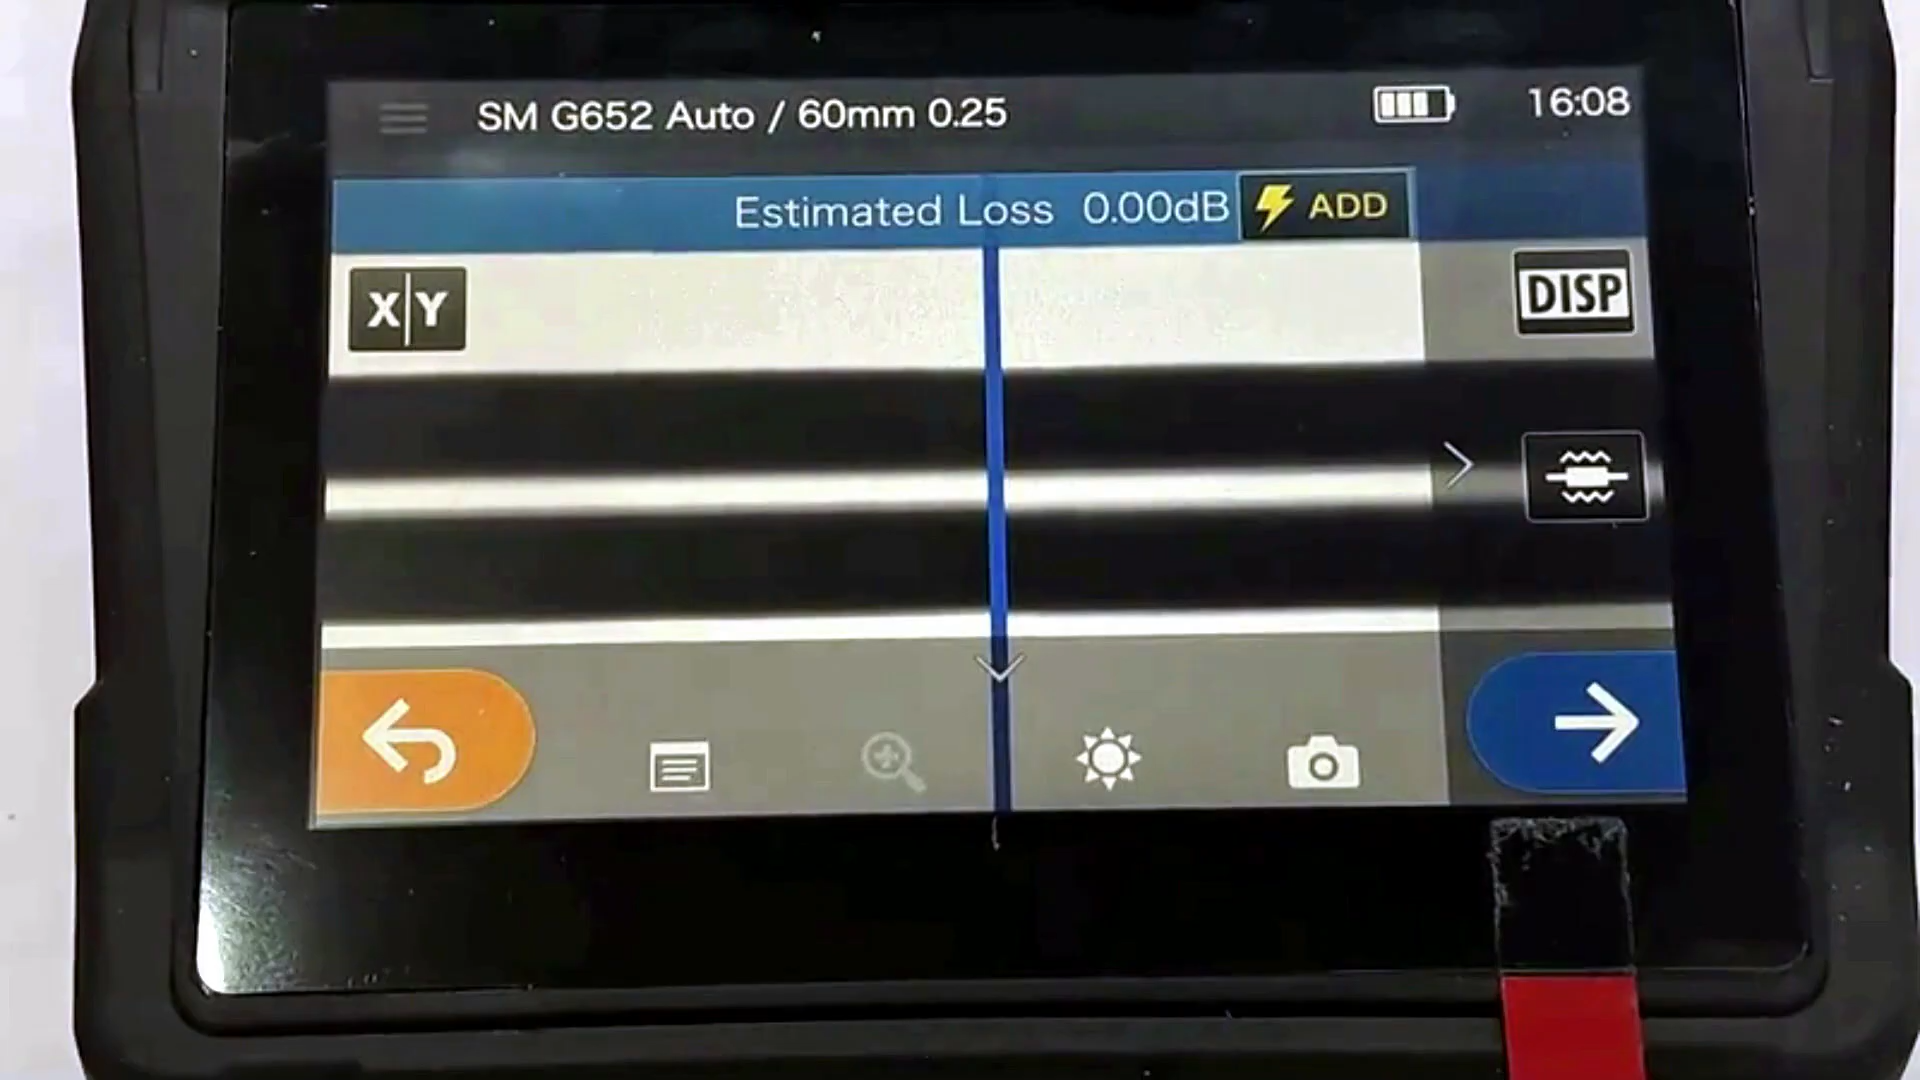 SM G652 Auto / 60mm 0.25
16:08
Estimated Loss 0.00dB
ADD
X|Y
DISP